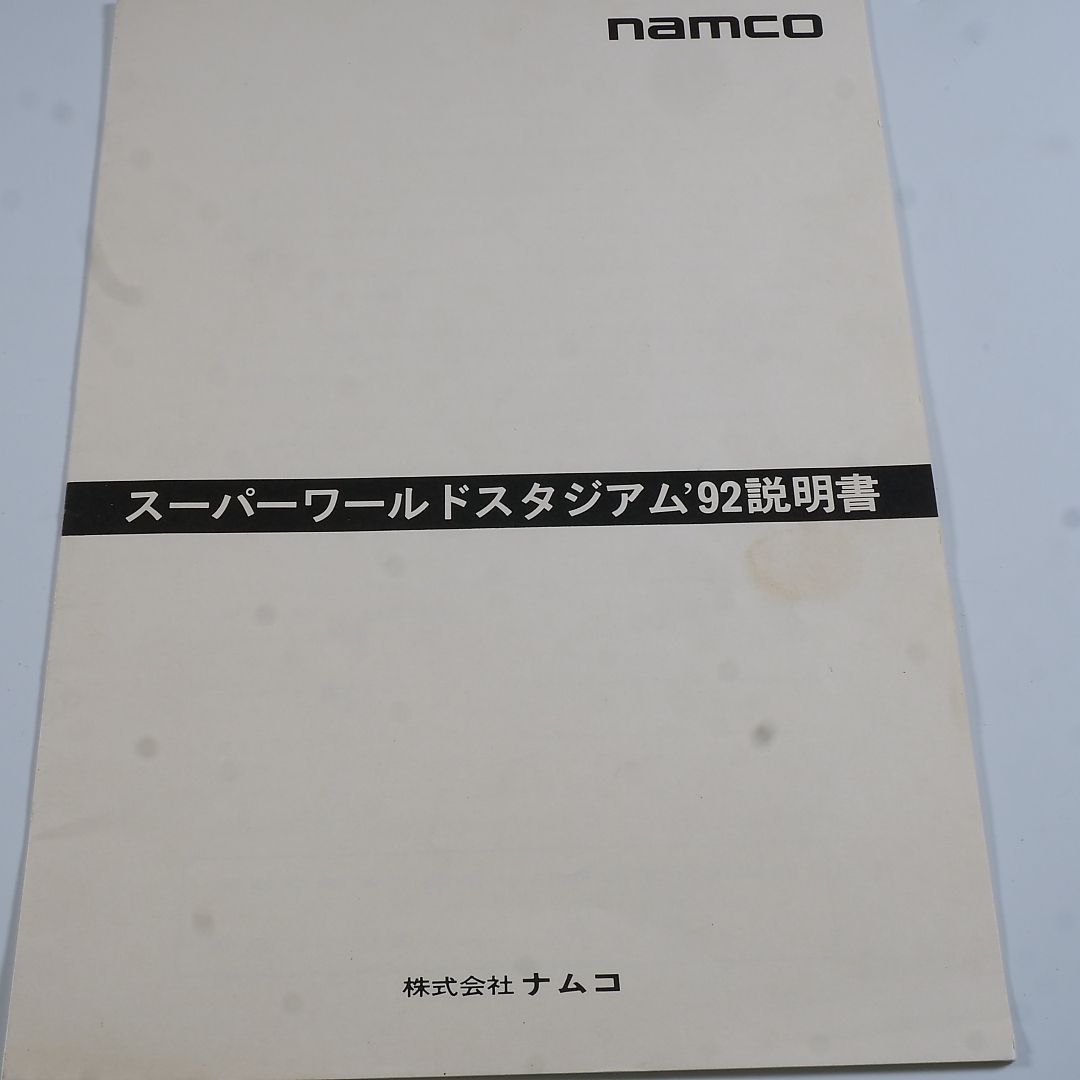 namco
スーパーワールドスタジアム'92説明書
株式会社 ナムコ